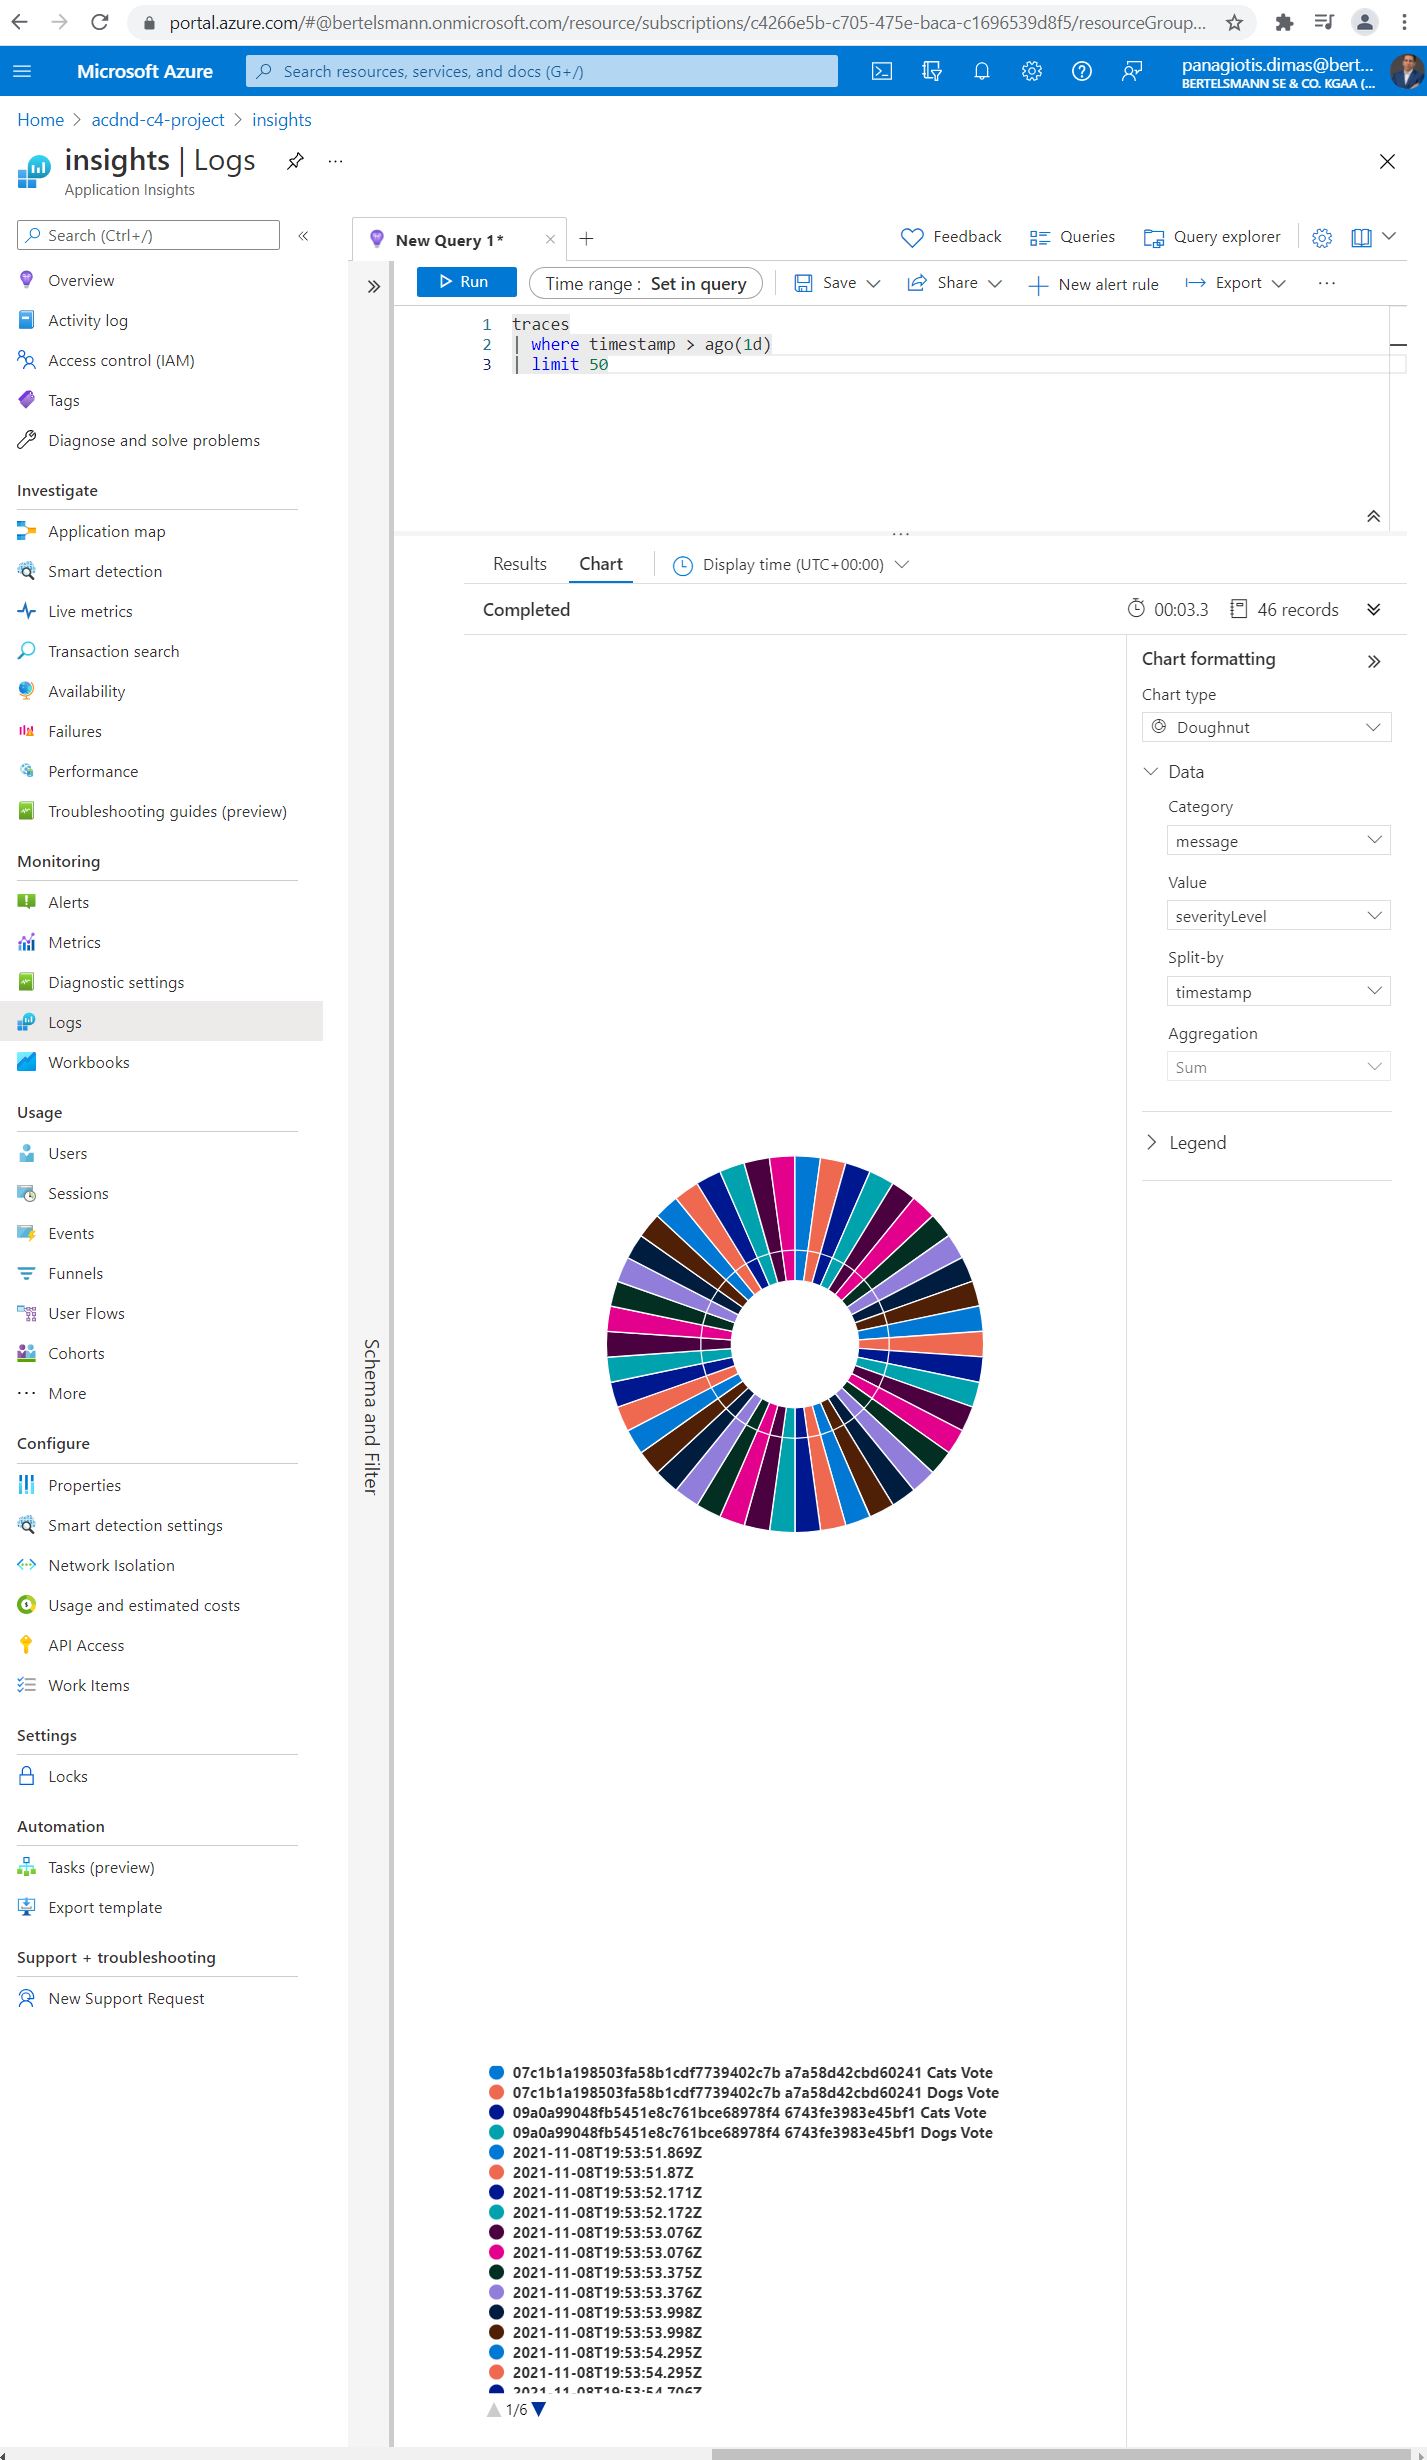 portal.azure.com/#@bertelsmann.onmicrosoft.com/resource/subscriptions/c4266e5b-c705-475e-baca-c1696539d8f5/resourceGroup...
Microsoft Azure
Search resources, services, and docs (G+/)
panagiotis.dimas@bert...
BERTELSMANN SE & CO. KGAA (...
Home > acdnd-c4-project > insights
insights | Logs
...
Application Insights
Search (Ctrl+/)
«
Overview
Activity log
Access control (IAM)
Tags
Diagnose and solve problems
Investigate
Application map
Smart detection
Live metrics
Transaction search
Availability
Failures
Performance
Troubleshooting guides (preview)
Monitoring
Alerts
Metrics
Diagnostic settings
Logs
Workbooks
Usage
Users
Sessions
Events
Funnels
User Flows
Cohorts
... More
Configure
Properties
Smart detection settings
Network Isolation
Usage and estimated costs
API Access
Work Items
Settings
Locks
Automation
Tasks (preview)
Export template
Support + troubleshooting
New Support Request
New Query 1*
Feedback
Queries
Query explorer
Run
Time range : Set in query
Save
Share
New alert rule
Export
...
1 traces
2 | where timestamp > ago(1d)
3 | limit 50
Schema and Filter
Results
Chart
Display time (UTC+00:00)
Completed
00:03.3
46 records
Chart formatting
Chart type
Doughnut
Data
Category
message
Value
severityLevel
Split-by
timestamp
Aggregation
Sum
Legend
07c1b1a198503fa58b1cdf7739402c7b a7a58d42cbd60241 Cats Vote
07c1b1a198503fa58b1cdf7739402c7b a7a58d42cbd60241 Dogs Vote
09a0a99048fb5451e8c761bce68978f4 6743fe3983e45bf1 Cats Vote
09a0a99048fb5451e8c761bce68978f4 6743fe3983e45bf1 Dogs Vote
2021-11-08T19:53:51.869Z
2021-11-08T19:53:51.87Z
2021-11-08T19:53:52.171Z
2021-11-08T19:53:52.172Z
2021-11-08T19:53:53.076Z
2021-11-08T19:53:53.076Z
2021-11-08T19:53:53.375Z
2021-11-08T19:53:53.376Z
2021-11-08T19:53:53.998Z
2021-11-08T19:53:53.998Z
2021-11-08T19:53:54.295Z
2021-11-08T19:53:54.295Z
2021-11-08T19:53:54.706Z
1/6